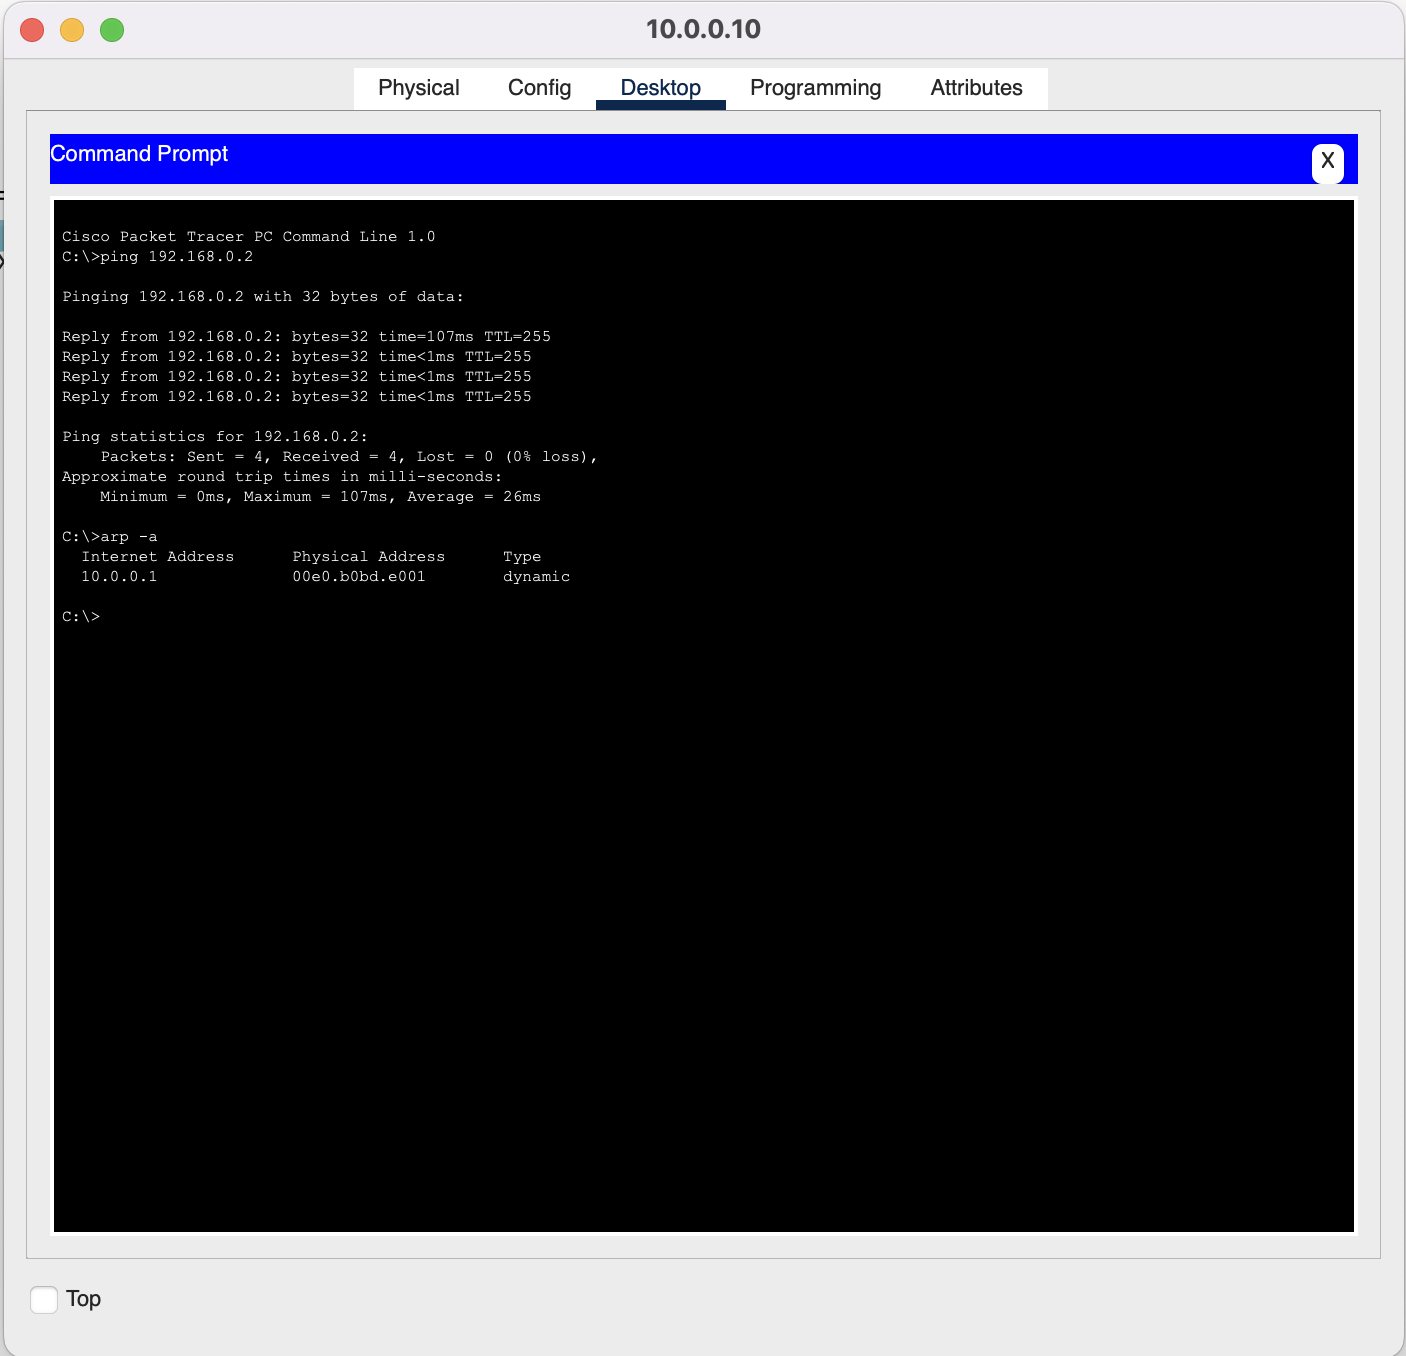 10.0.0.10
Physical Config Desktop Programming Attributes
Command Prompt
X
Cisco Packet Tracer PC Command Line 1.0
C:\>ping 192.168.0.2
Pinging 192.168.0.2 with 32 bytes of data:
Reply from 192.168.0.2: bytes=32 time=107ms TTL=255
Reply from 192.168.0.2: bytes=32 time<1ms TTL=255
Reply from 192.168.0.2: bytes=32 time<1ms TTL=255
Reply from 192.168.0.2: bytes=32 time<1ms TTL=255
Ping statistics for 192.168.0.2:
    Packets: Sent = 4, Received = 4, Lost = 0 (0% loss),
Approximate round trip times in milli-seconds:
    Minimum = 0ms, Maximum = 107ms, Average = 26ms
C:\>arp -a
  Internet Address      Physical Address      Type
  10.0.0.1              00e0.b0bd.e001        dynamic
C:\>
Top